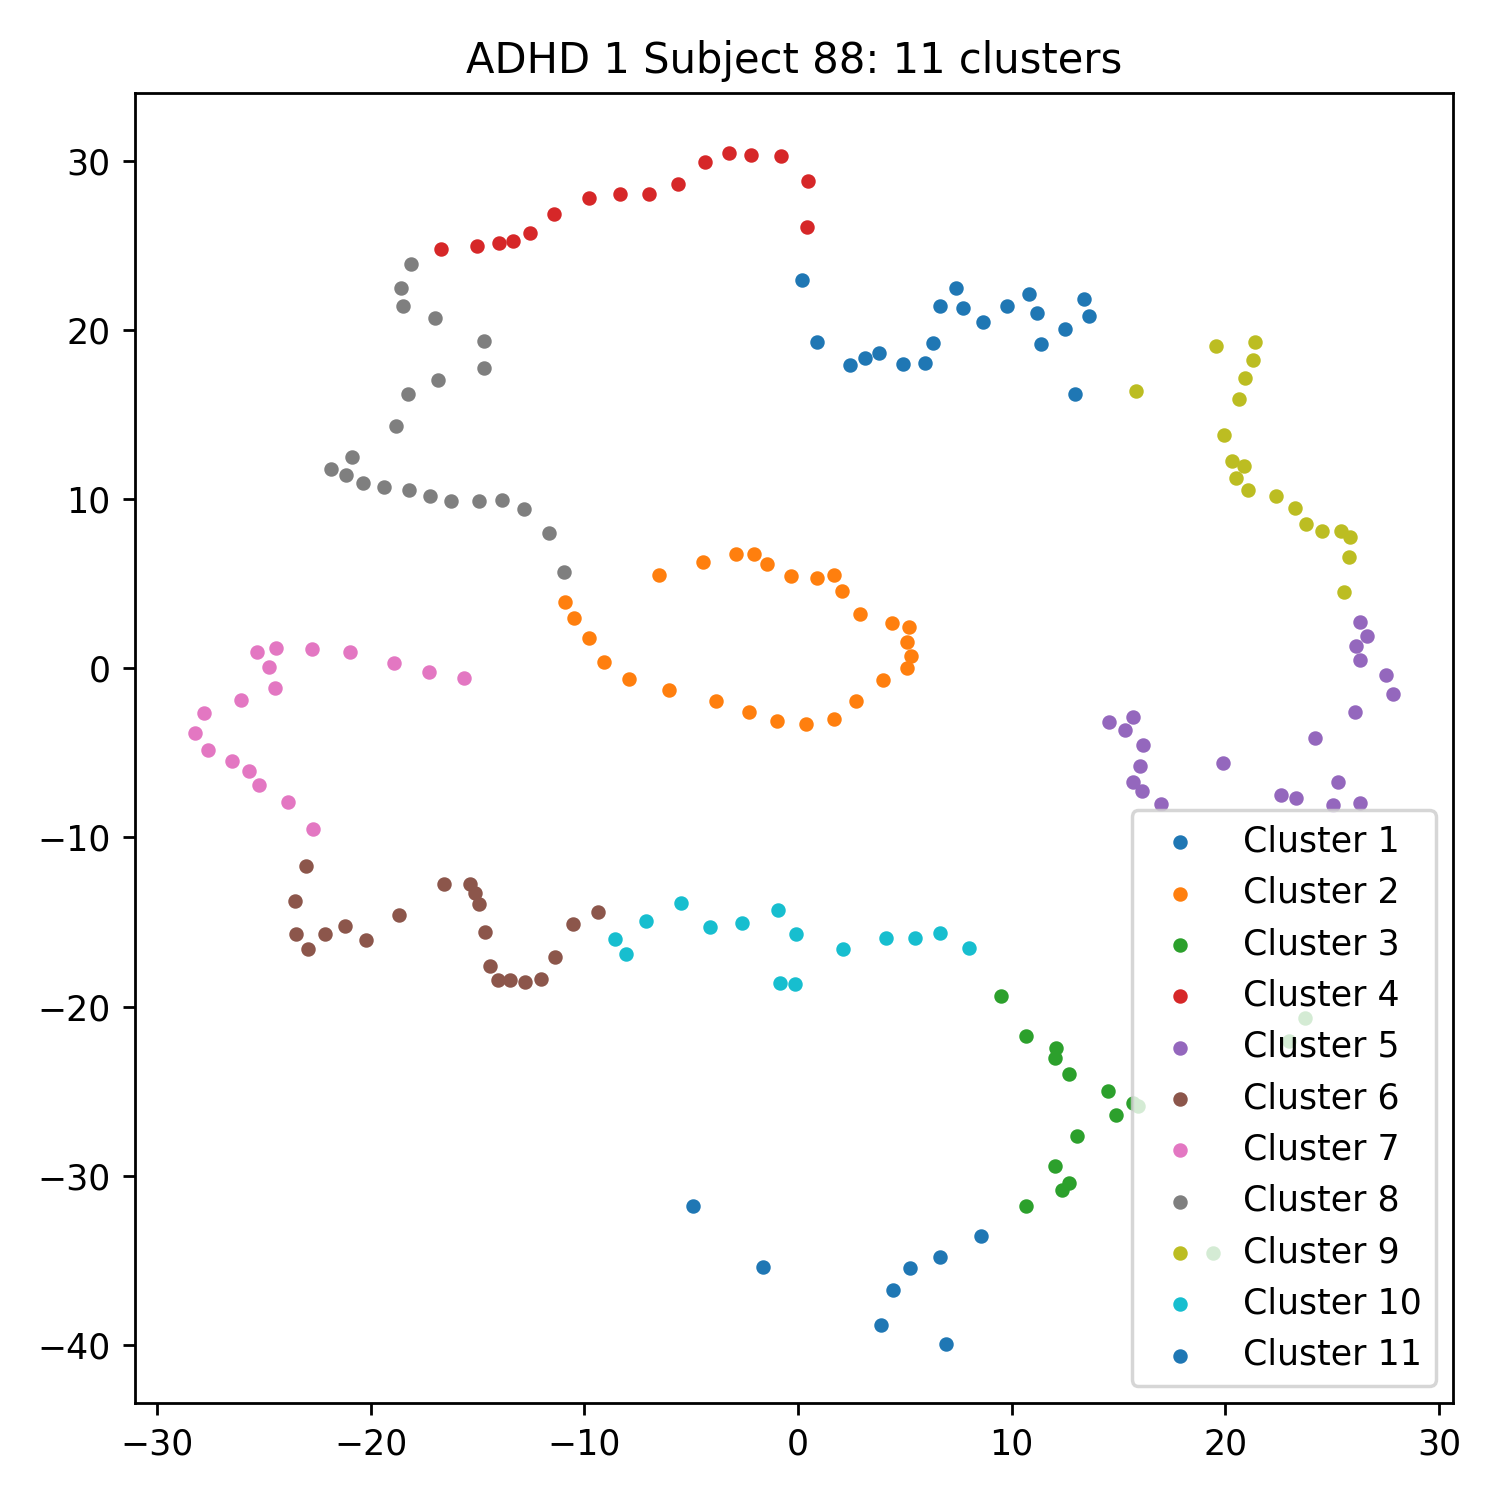 ADHD 1 Subject 88: 11 clusters
30
20
10
0
−10
−20
−30
−40
Cluster 1
Cluster 2
Cluster 3
Cluster 4
Cluster 5
Cluster 6
Cluster 7
Cluster 8
Cluster 9
Cluster 10
Cluster 11
−30 −20 −10 0 10 20 30